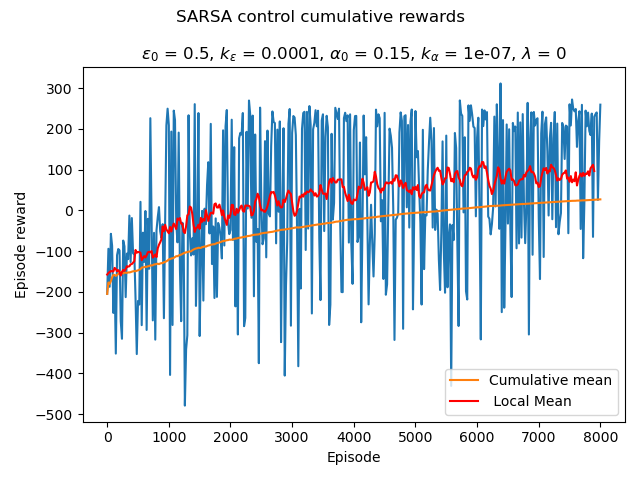 SARSA control cumulative rewards
ε₀ = 0.5, kε = 0.0001, α₀ = 0.15, kα = 1e-07, λ = 0
300
200
100
0
−100
−200
−300
−400
−500
Episode reward
Cumulative mean
Local Mean
0 1000 2000 3000 4000 5000 6000 7000 8000
Episode